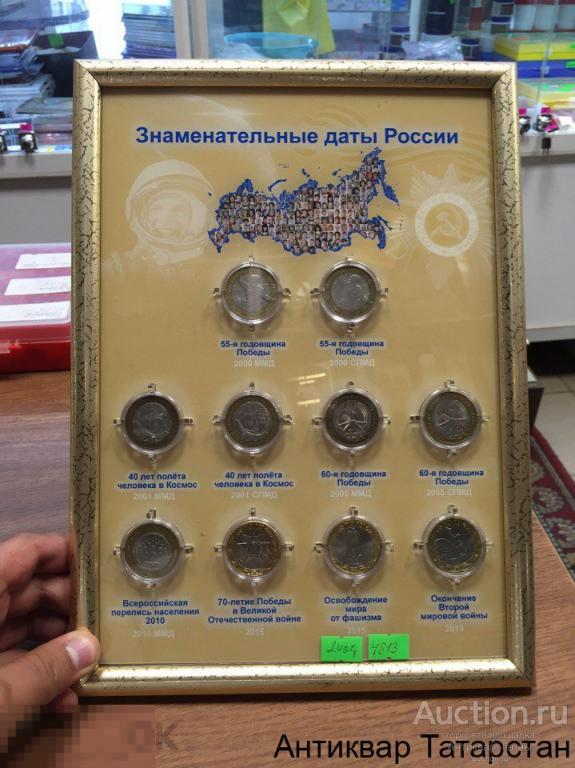 Знаменательные даты России
55-я годовщина
Победы
2000 ММД
55-я годовщина
Победы
2000 СПМД
40 лет полёта
человека в Космос
2001 ММД
40 лет полёта
человека в Космос
2001 СПМД
60-я годовщина
Победы
2005 ММД
60-я годовщина
Победы
2005 СПМД
Всероссийская
перепись населения
2010
2010 ММД
70-летие Победы
в Великой
Отечественной войне
2015
Освобождение
мира
от фашизма
2015
Окончание
Второй
мировой войны
2015
4813
Auction.ru
Антиквар Татарстан